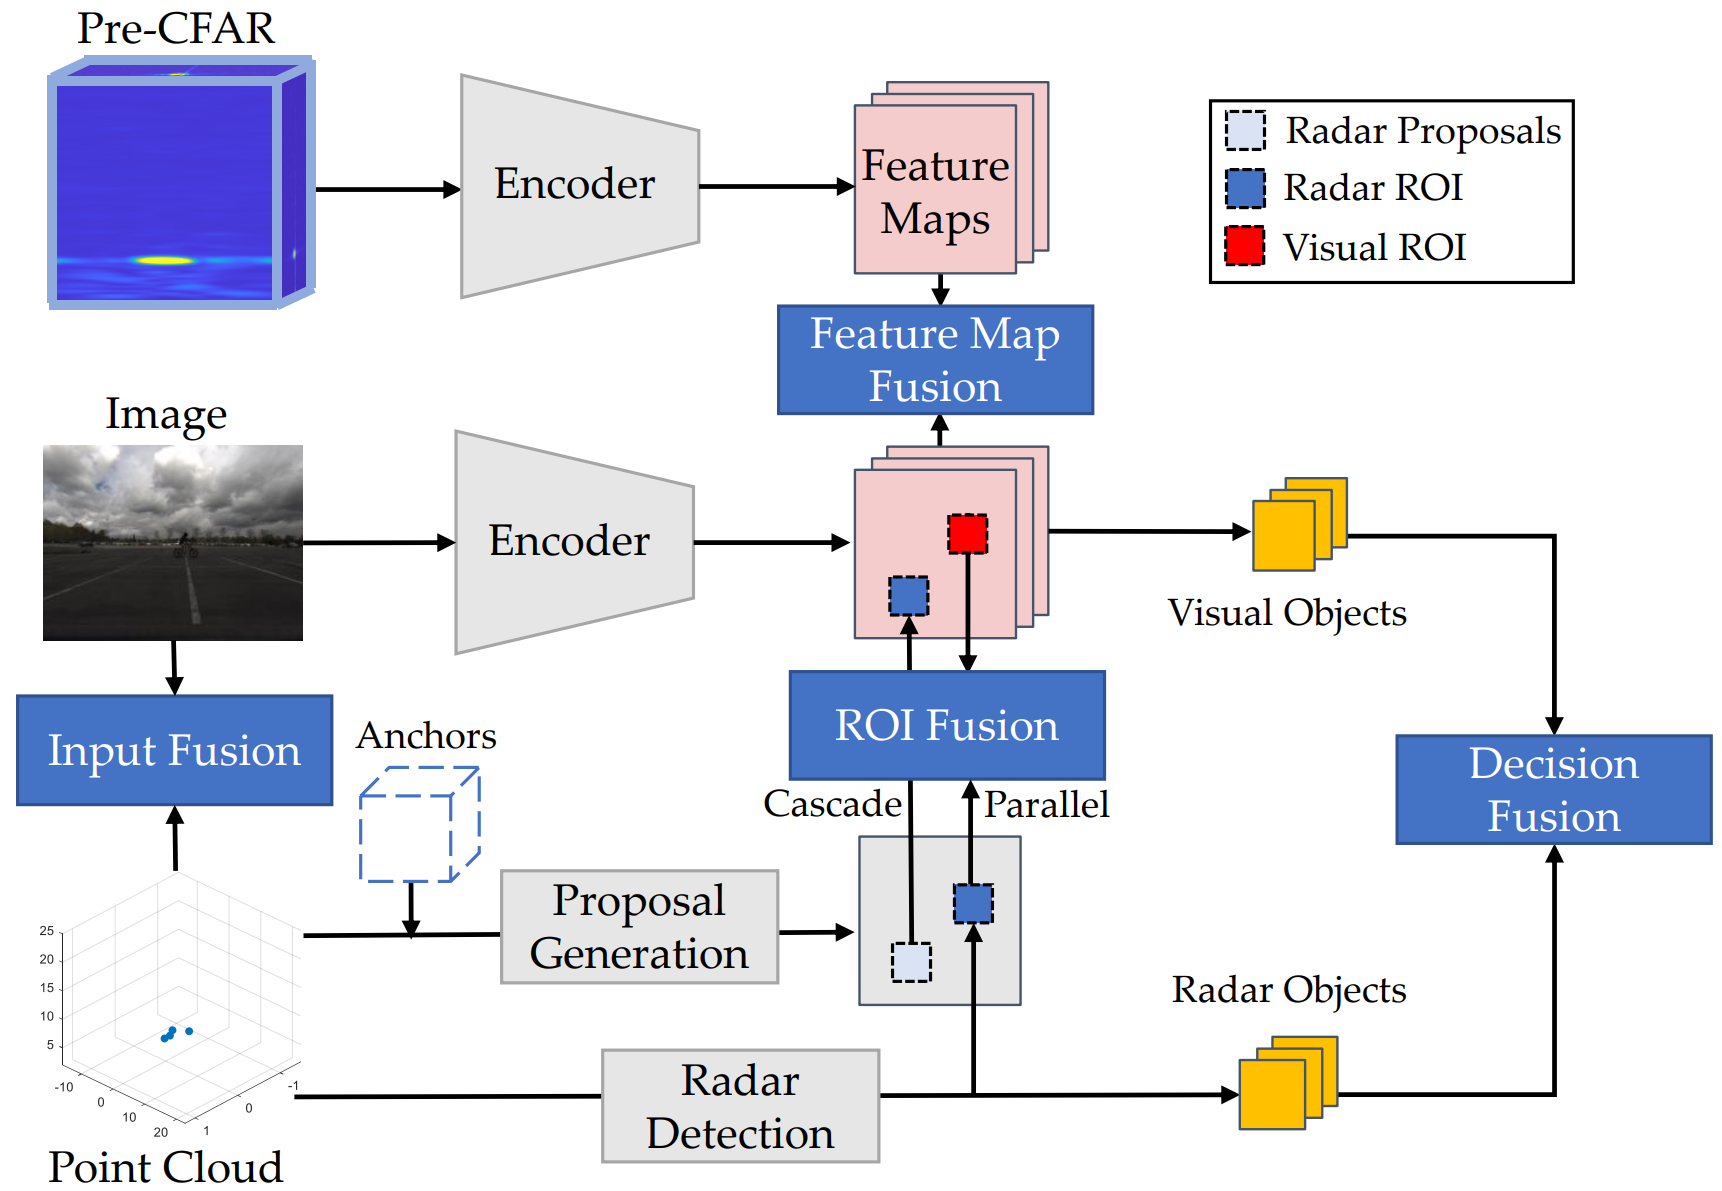 Pre-CFAR
Encoder
Feature
Maps
Radar Proposals
Radar ROI
Visual ROI
Feature Map
Fusion
Image
Encoder
Visual Objects
Input Fusion
Anchors
ROI Fusion
Cascade
Parallel
Decision
Fusion
Proposal
Generation
25
20
15
10
5
-10
0
10
20
-1
0
1
Radar Objects
Radar
Detection
Point Cloud